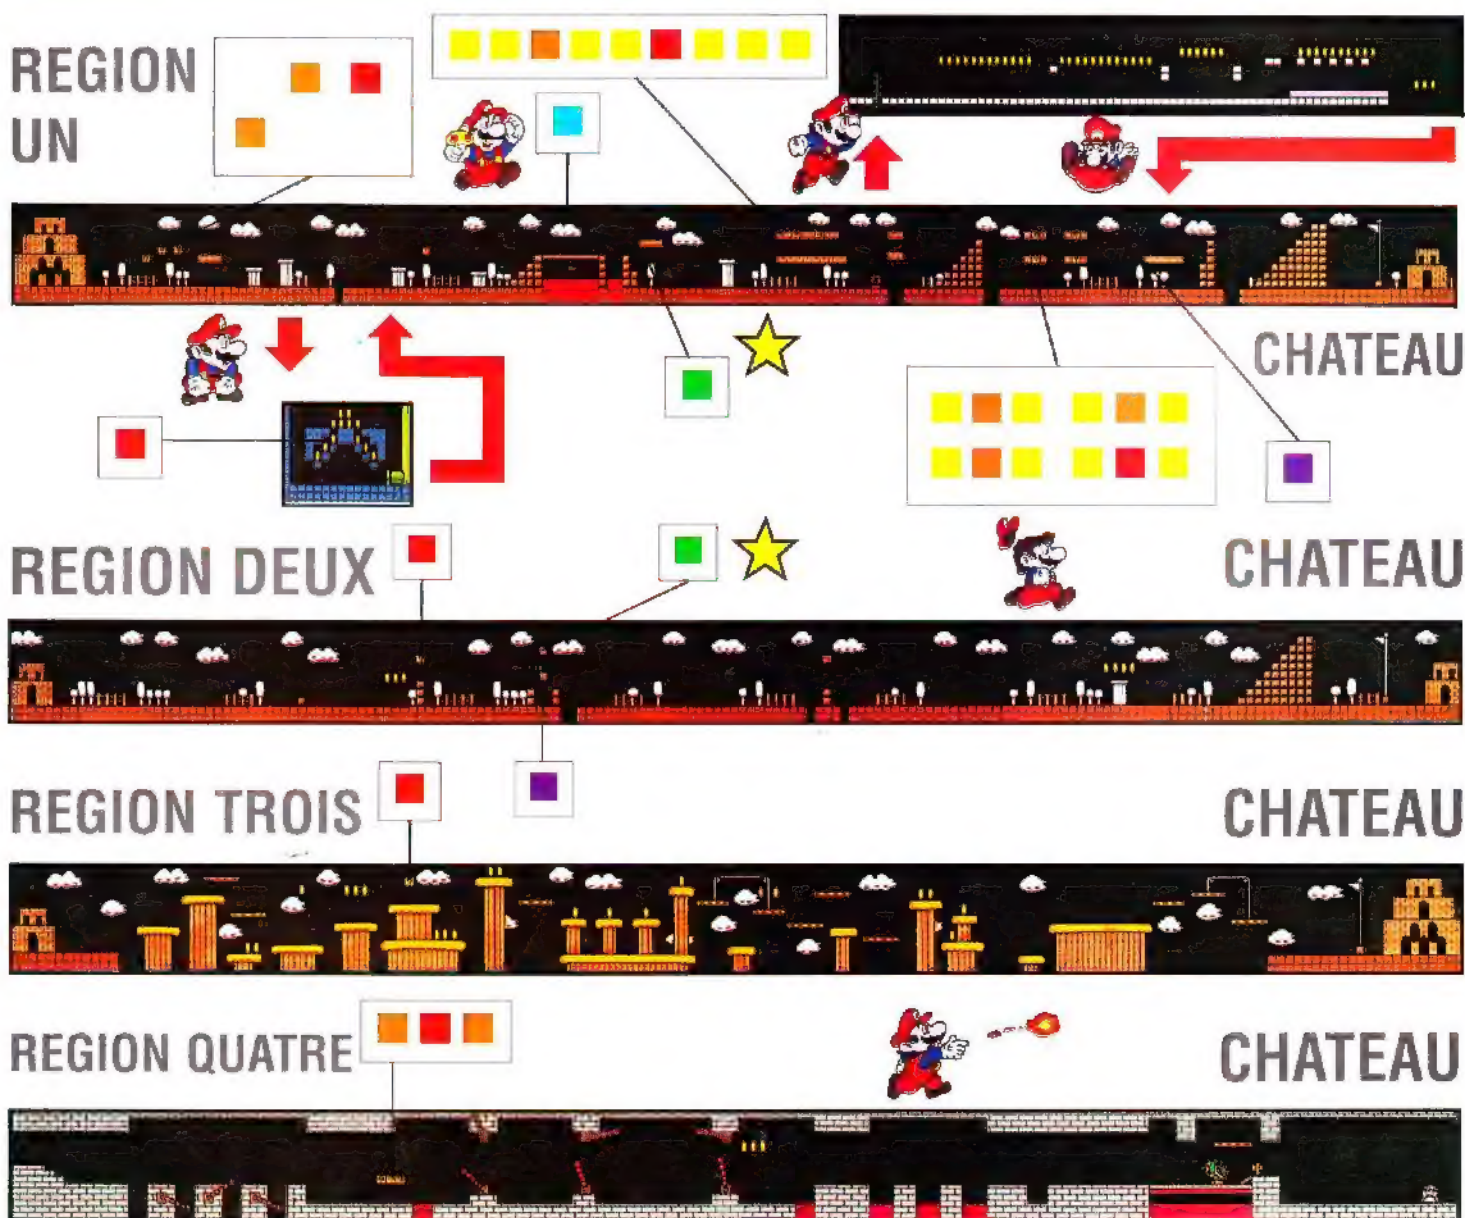 REGION
UN
CHATEAU
REGION DEUX
CHATEAU
REGION TROIS
CHATEAU
REGION QUATRE
CHATEAU